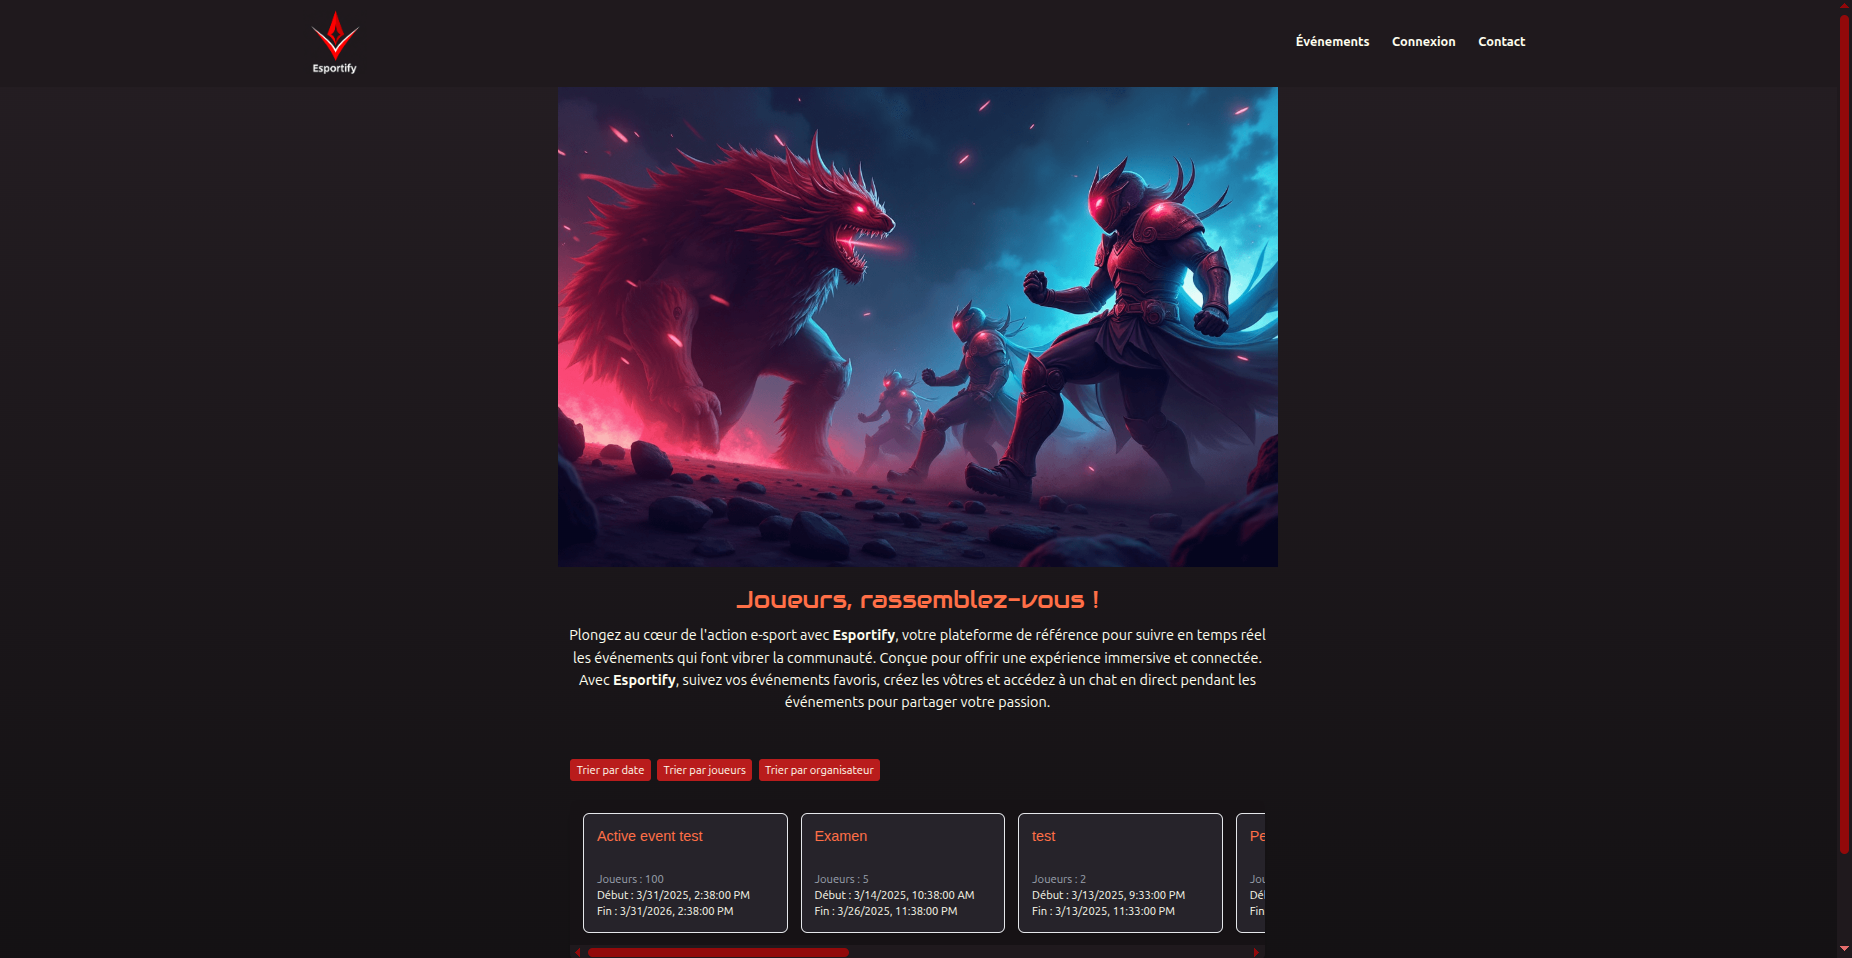 Esportify
Événements
Connexion
Contact
Joueurs, rassemblez-vous !
Plongez au cœur de l'action e-sport avec Esportify, votre plateforme de référence pour suivre en temps réel
les événements qui font vibrer la communauté. Conçue pour offrir une expérience immersive et connectée.
Avec Esportify, suivez vos événements favoris, créez les vôtres et accédez à un chat en direct pendant les
événements pour partager votre passion.
Trier par date
Trier par joueurs
Trier par organisateur
Active event test
Joueurs : 100
Début : 3/31/2025, 2:38:00 PM
Fin : 3/31/2026, 2:38:00 PM
Examen
Joueurs : 5
Début : 3/14/2025, 10:38:00 AM
Fin : 3/26/2025, 11:38:00 PM
test
Joueurs : 2
Début : 3/13/2025, 9:33:00 PM
Fin : 3/13/2025, 11:33:00 PM
Pe
Jou
Dé
Fin